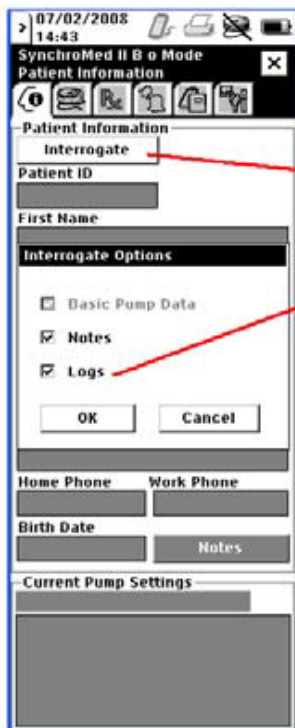 07/02/2008
14:43
SynchroMed II B o Mode
Patient Information
Patient Information
Interrogate
Patient ID
First Name
Interrogate Options
Basic Pump Data
Notes
Logs
OK Cancel
Home Phone Work Phone
Birth Date
Notes
Current Pump Settings